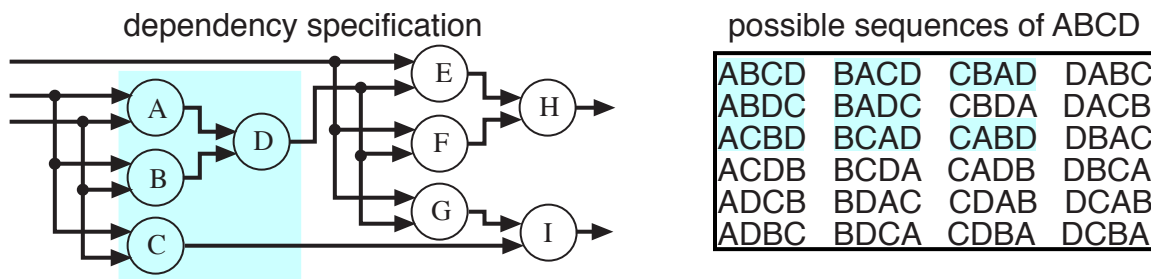 dependency specification
possible sequences of ABCD
A
B
C
D
E
F
G
H
I
ABCD BACD CBAD DABC
ABDC BADC CBDA DACB
ACBD BCAD CABD DBAC
ACDB BCDA CADB DBCA
ADCB BDAC CDAB DCAB
ADBC BDCA CDBA DCBA